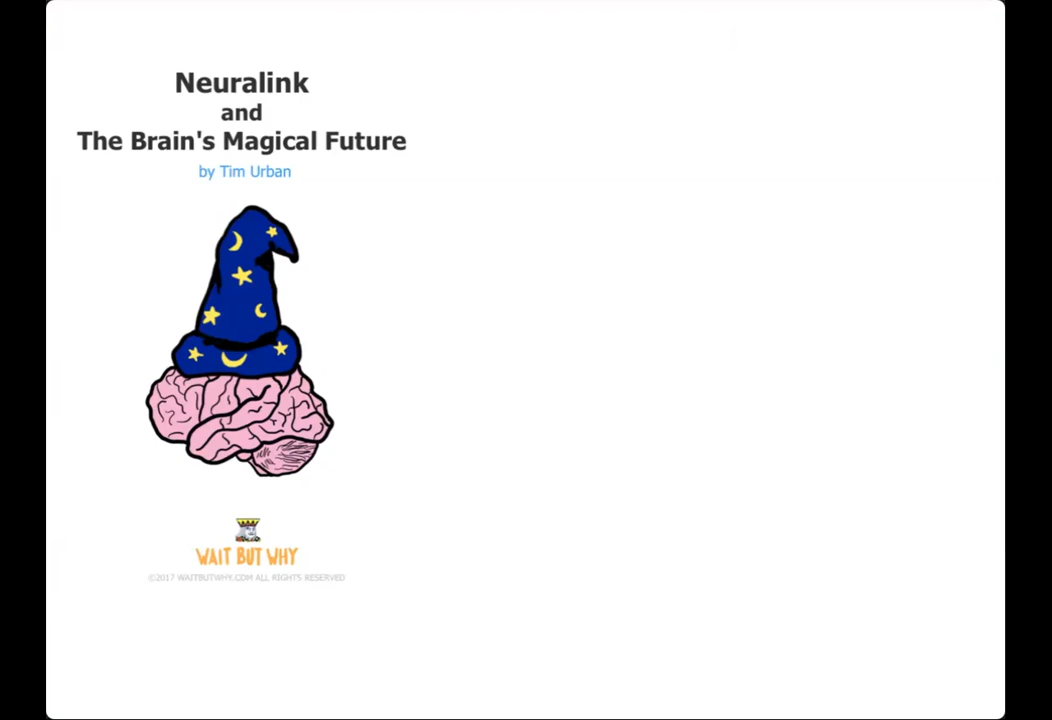 Neuralink
and
The Brain's Magical Future
by Tim Urban
WAIT BUT WHY
©2017 WAITBUTWHY.COM ALL RIGHTS RESERVED